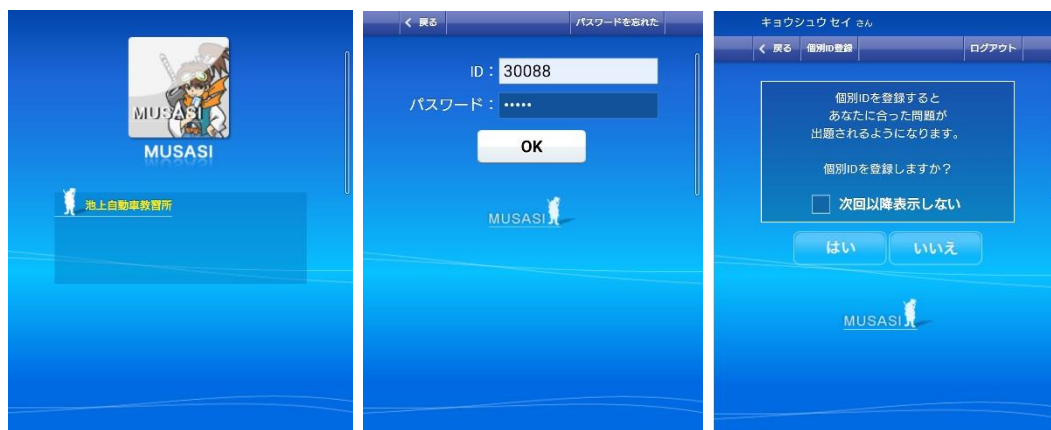 MUSASI
MUSASI
池上自動車教習所
戻る
パスワードを忘れた
ID：
30088
パスワード：
•••••
OK
MUSASI
キョウシュウ セイ さん
戻る
個別ID登録
ログアウト
個別IDを登録すると
あなたに合った問題が
出題されるようになります。
個別IDを登録しますか？
次回以降表示しない
はい
いいえ
MUSASI